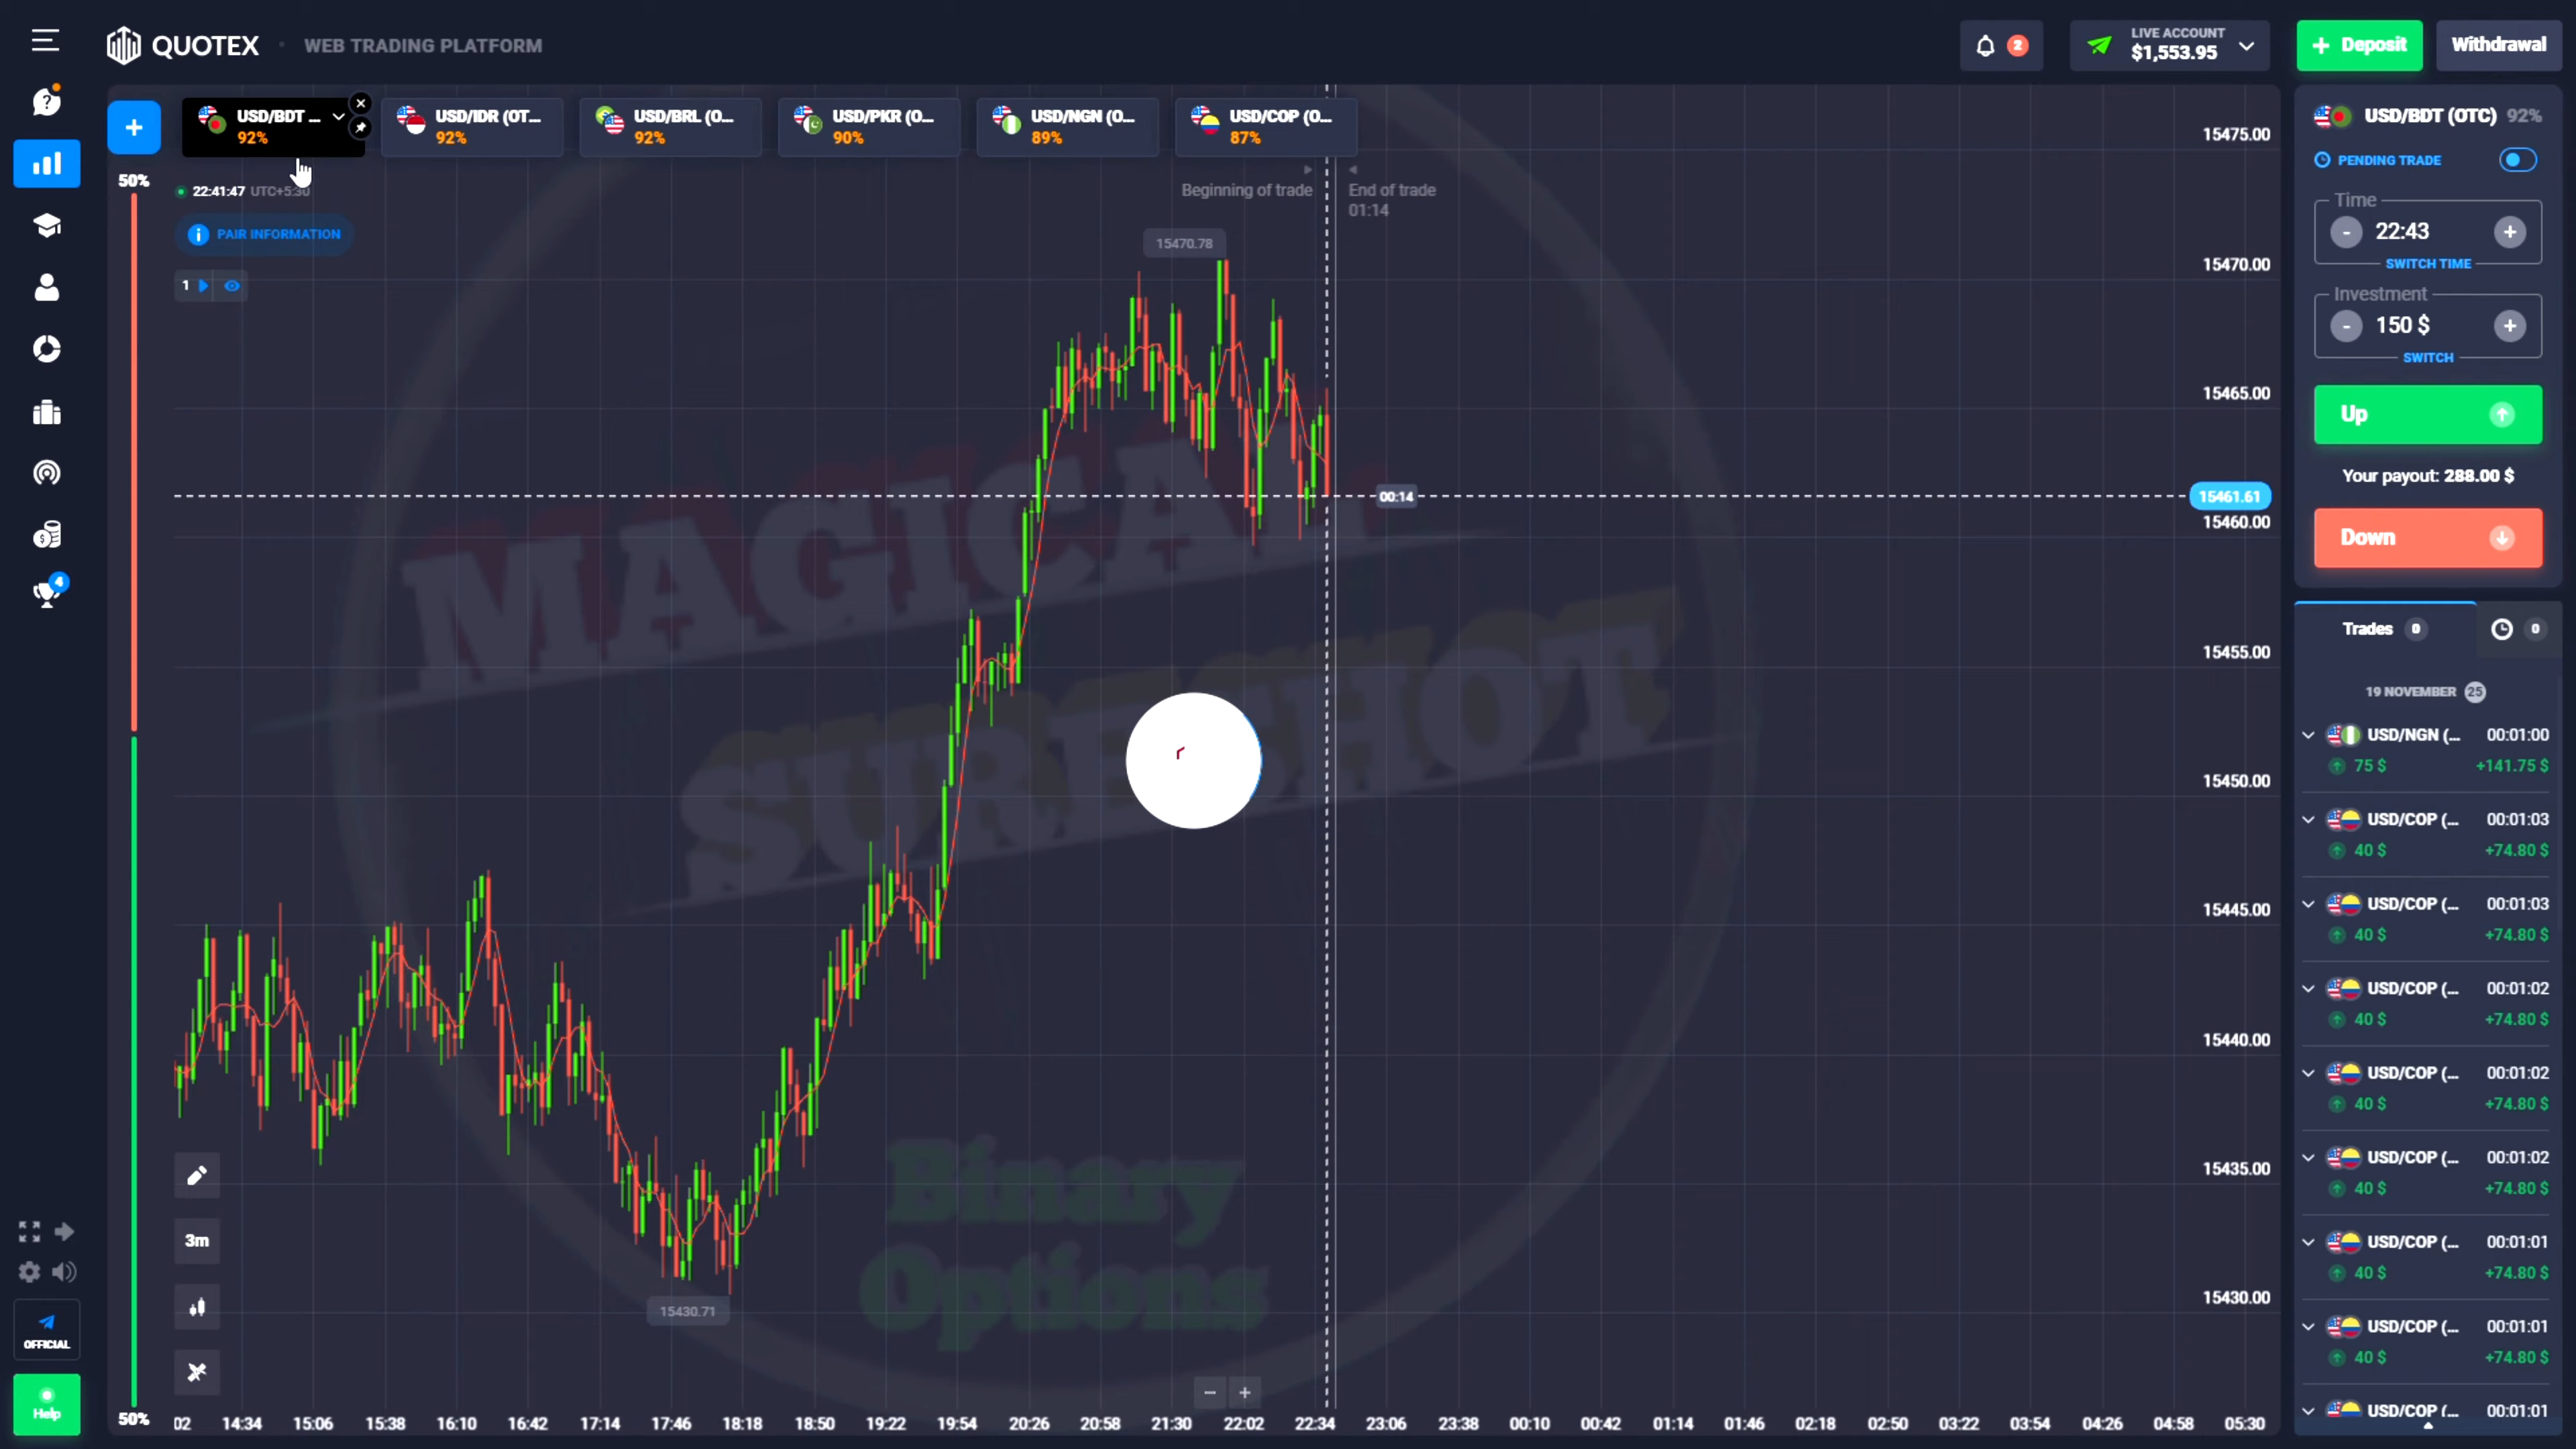 QUOTEX
WEB TRADING PLATFORM
2
LIVE ACCOUNT
$1,553.95
+ Deposit
Withdrawal
USD/BDT ...
92%
USD/IDR (OT...
92%
USD/BRL (O...
92%
USD/PKR (O...
90%
USD/NGN (O...
89%
USD/COP (O...
87%
50%
22:41:47 UTC+5:30
PAIR INFORMATION
1
Beginning of trade
End of trade
01:14
15470.78
15475.00
15470.00
15465.00
00:14
15461.61
15460.00
15455.00
15450.00
15445.00
15440.00
15435.00
15430.00
MAGICAL
SURESHOT
Binary
Options
15430.71
3m
4
OFFICIAL
Help
50%
02 14:34 15:06 15:38 16:10 16:42 17:14 17:46 18:18 18:50 19:22 19:54 20:26 20:58 21:30 22:02 22:34 23:06 23:38 00:10 00:42 01:14 01:46 02:18 02:50 03:22 03:54 04:26 04:58 05:30
USD/BDT (OTC) 92%
PENDING TRADE
Time
- 22:43 +
SWITCH TIME
Investment
- 150 $ +
SWITCH
Up
Your payout: 288.00 $
Down
Trades 0
0
19 NOVEMBER 25
USD/NGN (... 00:01:00
75 $ +141.75 $
USD/COP (... 00:01:03
40 $ +74.80 $
USD/COP (... 00:01:03
40 $ +74.80 $
USD/COP (... 00:01:02
40 $ +74.80 $
USD/COP (... 00:01:02
40 $ +74.80 $
USD/COP (... 00:01:02
40 $ +74.80 $
USD/COP (... 00:01:01
40 $ +74.80 $
USD/COP (... 00:01:01
40 $ +74.80 $
USD/COP (... 00:01:01